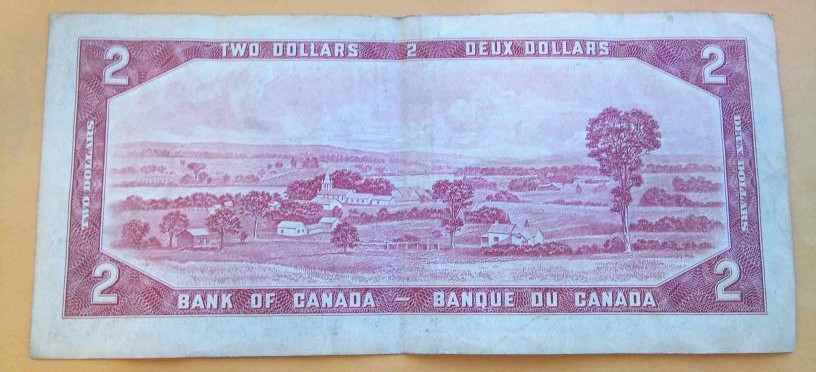 TWO DOLLARS 2 DEUX DOLLARS
2 2
TWO DOLLARS
DEUX DOLLARS
2 2
BANK OF CANADA — BANQUE DU CANADA